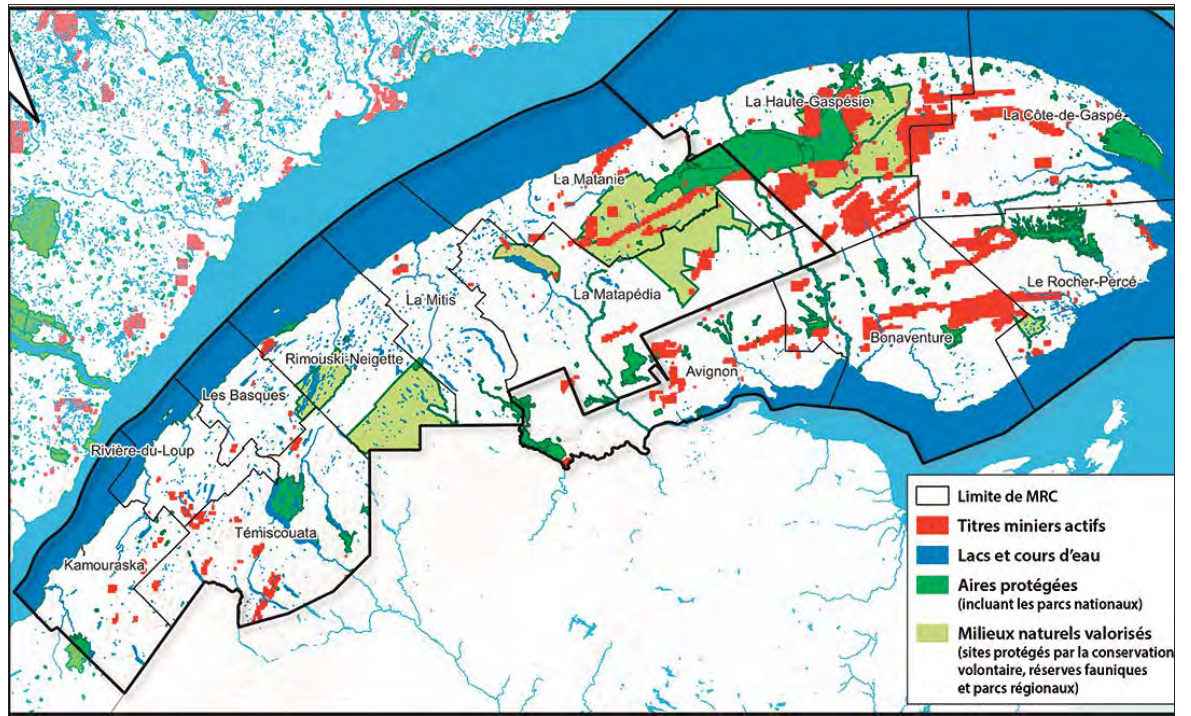 La Haute-Gaspésie
La Côte-de-Gaspé
La Matanie
La Matapédia
La Mitis
Le Rocher-Percé
Bonaventure
Avignon
Rimouski-Neigette
Les Basques
Rivière-du-Loup
Témiscouata
Kamouraska
Limite de MRC
Titres miniers actifs
Lacs et cours d'eau
Aires protégées
(incluant les parcs nationaux)
Milieux naturels valorisés
(sites protégés par la conservation
volontaire, réserves fauniques
et parcs régionaux)